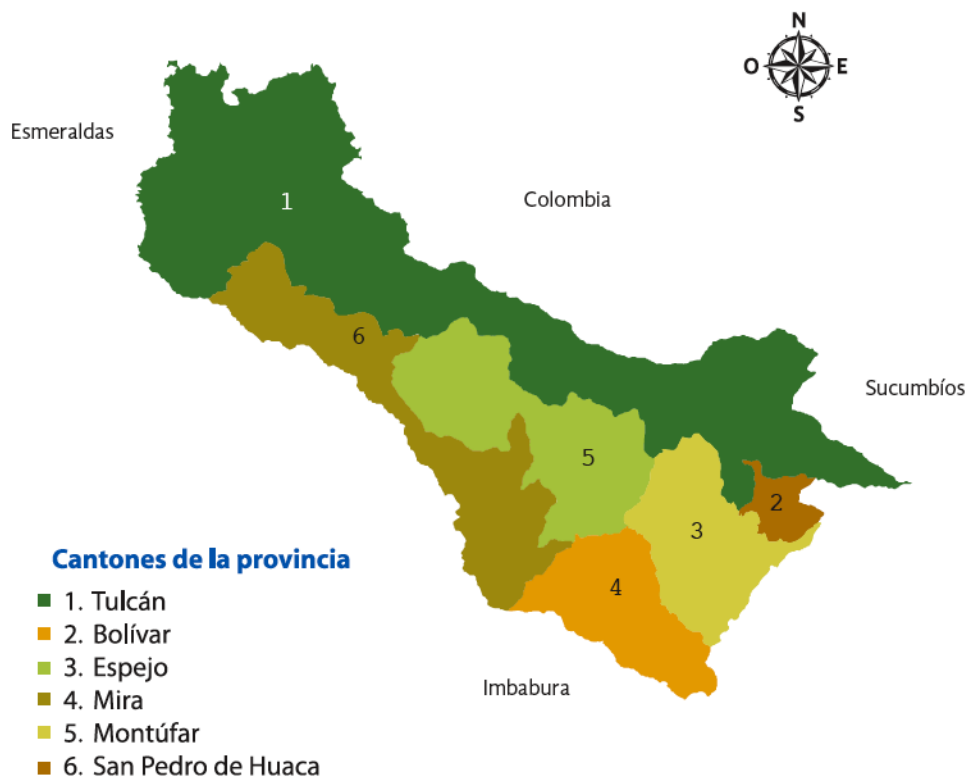 N
O E
S
Esmeraldas
1
Colombia
6
Sucumbíos
5
2
3
4
Imbabura
Cantones de la provincia
1. Tulcán
2. Bolívar
3. Espejo
4. Mira
5. Montúfar
6. San Pedro de Huaca